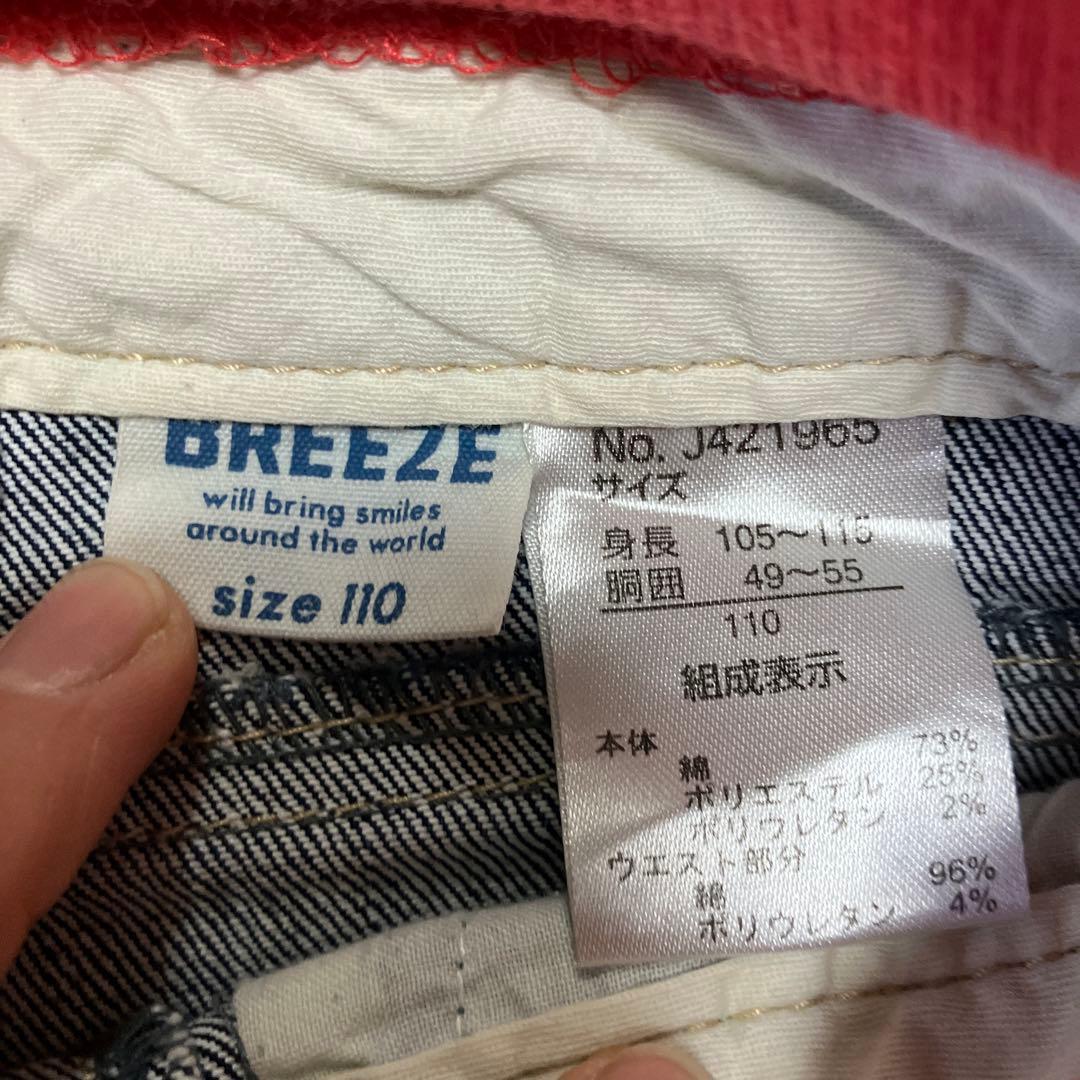 BREEZE
will bring smiles
around the world
size 110
No. J421965
サイズ
身長 105～115
胴囲 49～55
110
組成表示
本体
綿 73%
ポリエステル 25%
ポリウレタン 2%
ウエスト部分
綿 96%
ポリウレタン 4%